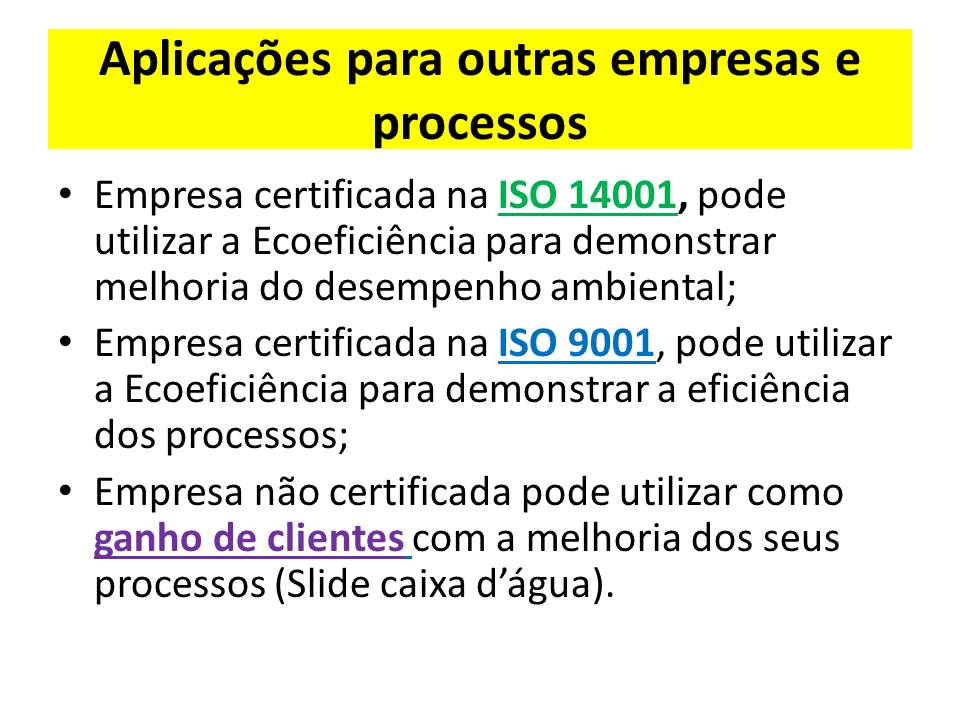 Aplicações para outras empresas e
processos
• Empresa certificada na ISO 14001, pode
utilizar a Ecoeficiência para demonstrar
melhoria do desempenho ambiental;
• Empresa certificada na ISO 9001, pode utilizar
a Ecoeficiência para demonstrar a eficiência
dos processos;
• Empresa não certificada pode utilizar como
ganho de clientes com a melhoria dos seus
processos (Slide caixa d’água).